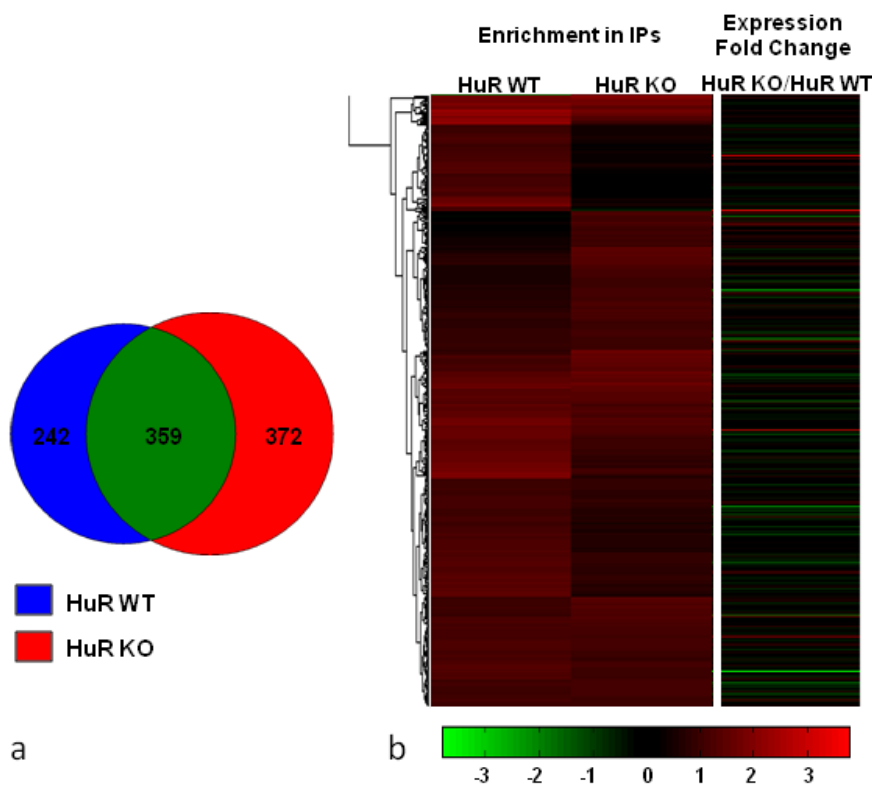 Enrichment in IPs
Expression
Fold Change
HuR WT
HuR KO
HuR KO/HuR WT
242
359
372
HuR WT
HuR KO
a
b
-3
-2
-1
0
1
2
3